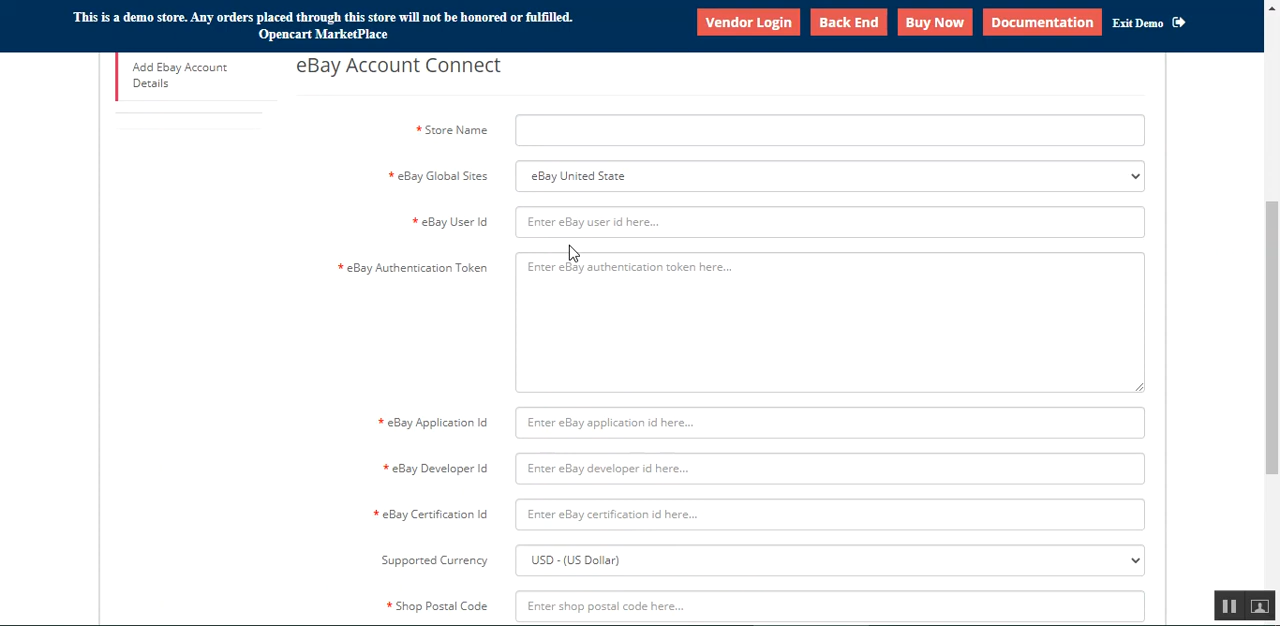 This is a demo store. Any orders placed through this store will not be honored or fulfilled.
Opencart MarketPlace
Vendor Login
Back End
Buy Now
Documentation
Exit Demo
Add Ebay Account
Details
eBay Account Connect
* Store Name
* eBay Global Sites
eBay United State
* eBay User Id
Enter eBay user id here...
* eBay Authentication Token
Enter eBay authentication token here...
* eBay Application Id
Enter eBay application id here...
* eBay Developer Id
Enter eBay developer id here...
* eBay Certification Id
Enter eBay certification id here...
Supported Currency
USD - (US Dollar)
* Shop Postal Code
Enter shop postal code here...